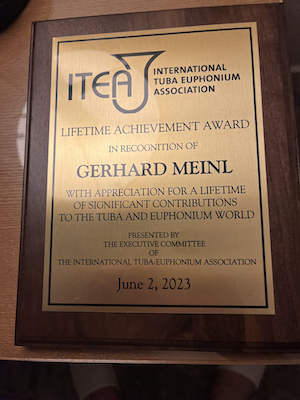 ITEA
INTERNATIONAL
TUBA EUPHONIUM
ASSOCIATION
LIFETIME ACHIEVEMENT AWARD
IN RECOGNITION OF
GERHARD MEINL
WITH APPRECIATION FOR A LIFETIME
OF SIGNIFICANT CONTRIBUTIONS
TO THE TUBA AND EUPHONIUM WORLD
PRESENTED BY
THE EXECUTIVE COMMITTEE
OF
THE INTERNATIONAL TUBA-EUPHONIUM ASSOCIATION
June 2, 2023